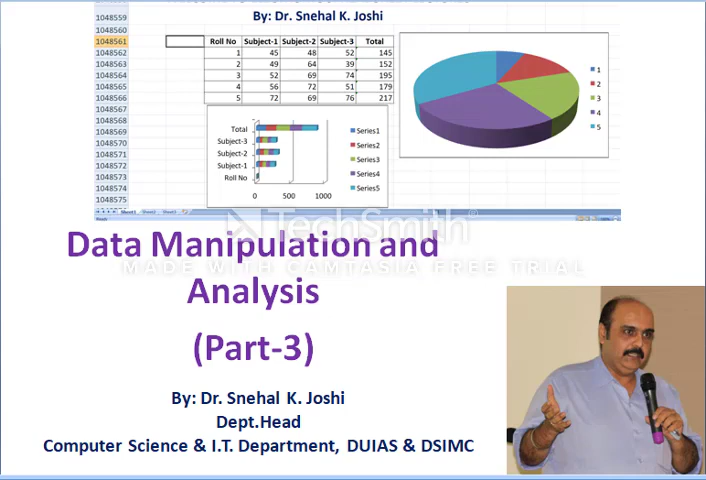 1048559
By: Dr. Snehal K. Joshi
1048560
1048561 Roll No Subject-1 Subject-2 Subject-3 Total
1048562 1 45 48 52 145
1048563 2 49 64 39 152
1048564 3 52 69 74 195
1048565 4 56 72 51 179
1048566 5 72 69 76 217
1048567
1048568
1048569
1048570
1048571
1048572
1048573
1048574
1048575
1
2
3
4
5
Total
Subject-3
Subject-2
Subject-1
Roll No
0 500 1000
Series1
Series2
Series3
Series4
Series5
Sheet1 Sheet2 Sheet3
TechSmith®
MADE WITH CAMTASIA FREE TRIAL
Data Manipulation and
Analysis
(Part-3)
By: Dr. Snehal K. Joshi
Dept.Head
Computer Science & I.T. Department, DUIAS & DSIMC